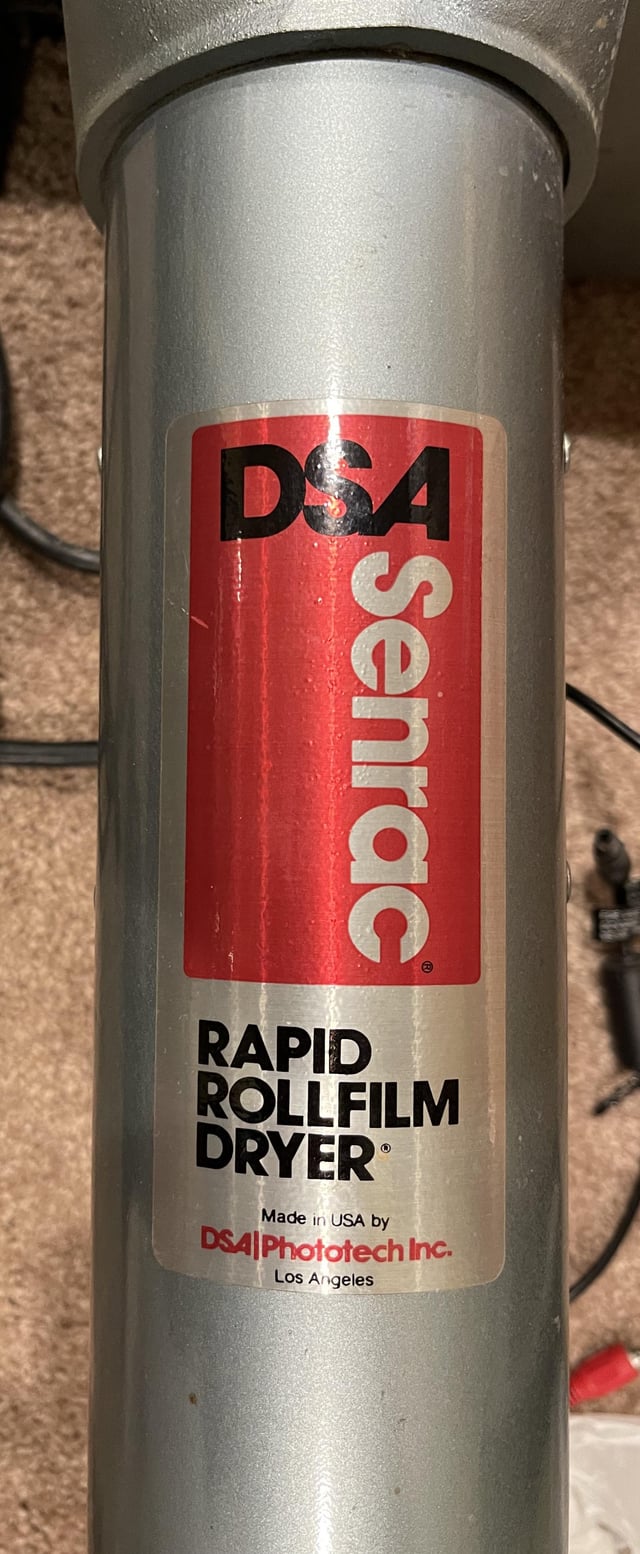 DSA
Senrac®
RAPID
ROLLFILM
DRYER®
Made in USA by
DSA|Phototech Inc.
Los Angeles